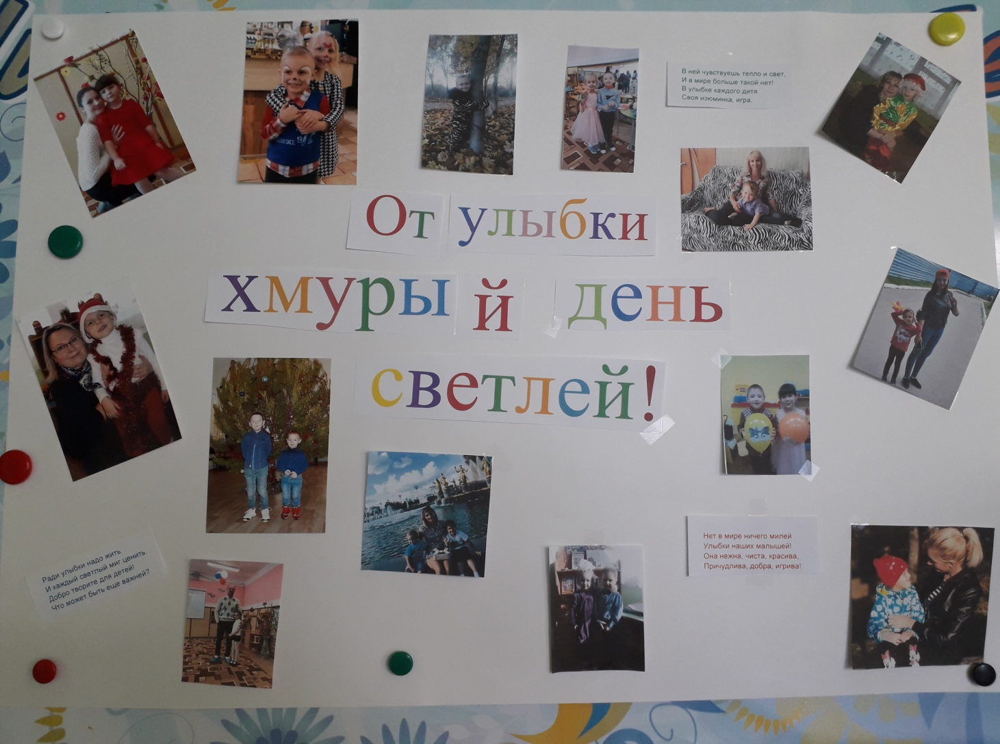 В ней чувствуешь тепло и свет,
И в мире больше такой нет!
В улыбке каждого дитя
Своя изюминка, игра.
От улыбки
хмуры й день
светлей!
Нет в мире ничего милей
Улыбки наших малышей!
Она нежна, чиста, красива,
Причудлива, добра, игрива!
Ради улыбки надо жить
И каждый светлый миг ценить.
Добро творите для детей!
Что может быть еще важней?